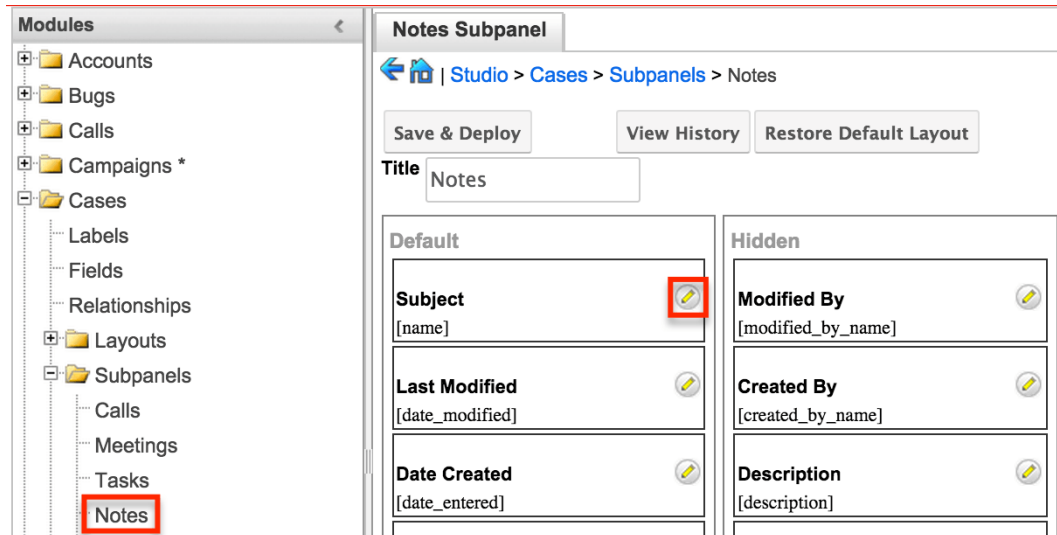 Modules
Accounts
Bugs
Calls
Campaigns *
Cases
Labels
Fields
Relationships
Layouts
Subpanels
Calls
Meetings
Tasks
Notes
Notes Subpanel
| Studio > Cases > Subpanels > Notes
Save & Deploy
View History
Restore Default Layout
Title
Notes
Default
Subject
[name]
Last Modified
[date_modified]
Date Created
[date_entered]
Hidden
Modified By
[modified_by_name]
Created By
[created_by_name]
Description
[description]